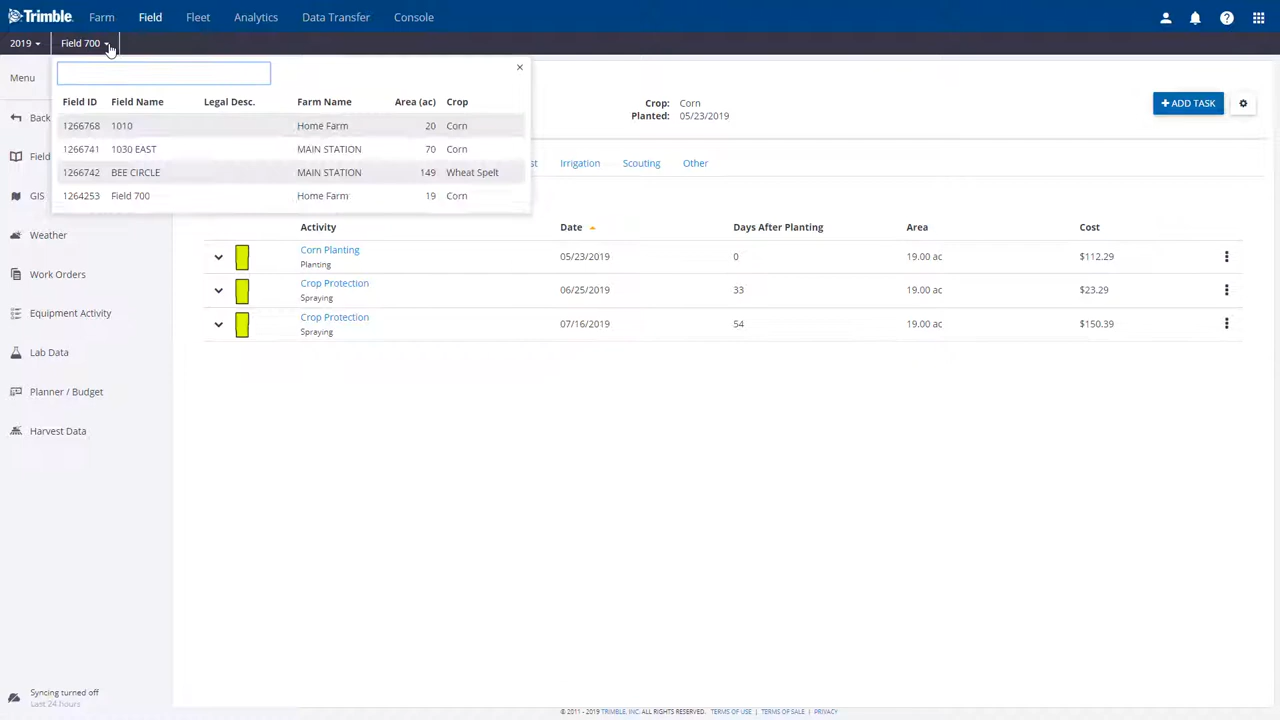 Trimble Farm Field Fleet Analytics Data Transfer Console
2019 Field 700
Menu
Field ID Field Name Legal Desc. Farm Name Area (ac) Crop
1266768 1010 Home Farm 20 Corn
1266741 1030 EAST MAIN STATION 70 Corn
1266742 BEE CIRCLE MAIN STATION 149 Wheat Spelt
1264253 Field 700 Home Farm 19 Corn
Crop: Corn
Planted: 05/23/2019
+ ADD TASK
Irrigation Scouting Other
Back
Field
GIS
Weather
Work Orders
Equipment Activity
Lab Data
Planner / Budget
Harvest Data
Activity Date Days After Planting Area Cost
Corn Planting 05/23/2019 0 19.00 ac $112.29
Planting
Crop Protection 06/25/2019 33 19.00 ac $23.29
Spraying
Crop Protection 07/16/2019 54 19.00 ac $150.39
Spraying
Syncing turned off
Last 24 hours
© 2011 - 2019 TRIMBLE, INC. ALL RIGHTS RESERVED. TERMS OF USE | TERMS OF SALE | PRIVACY